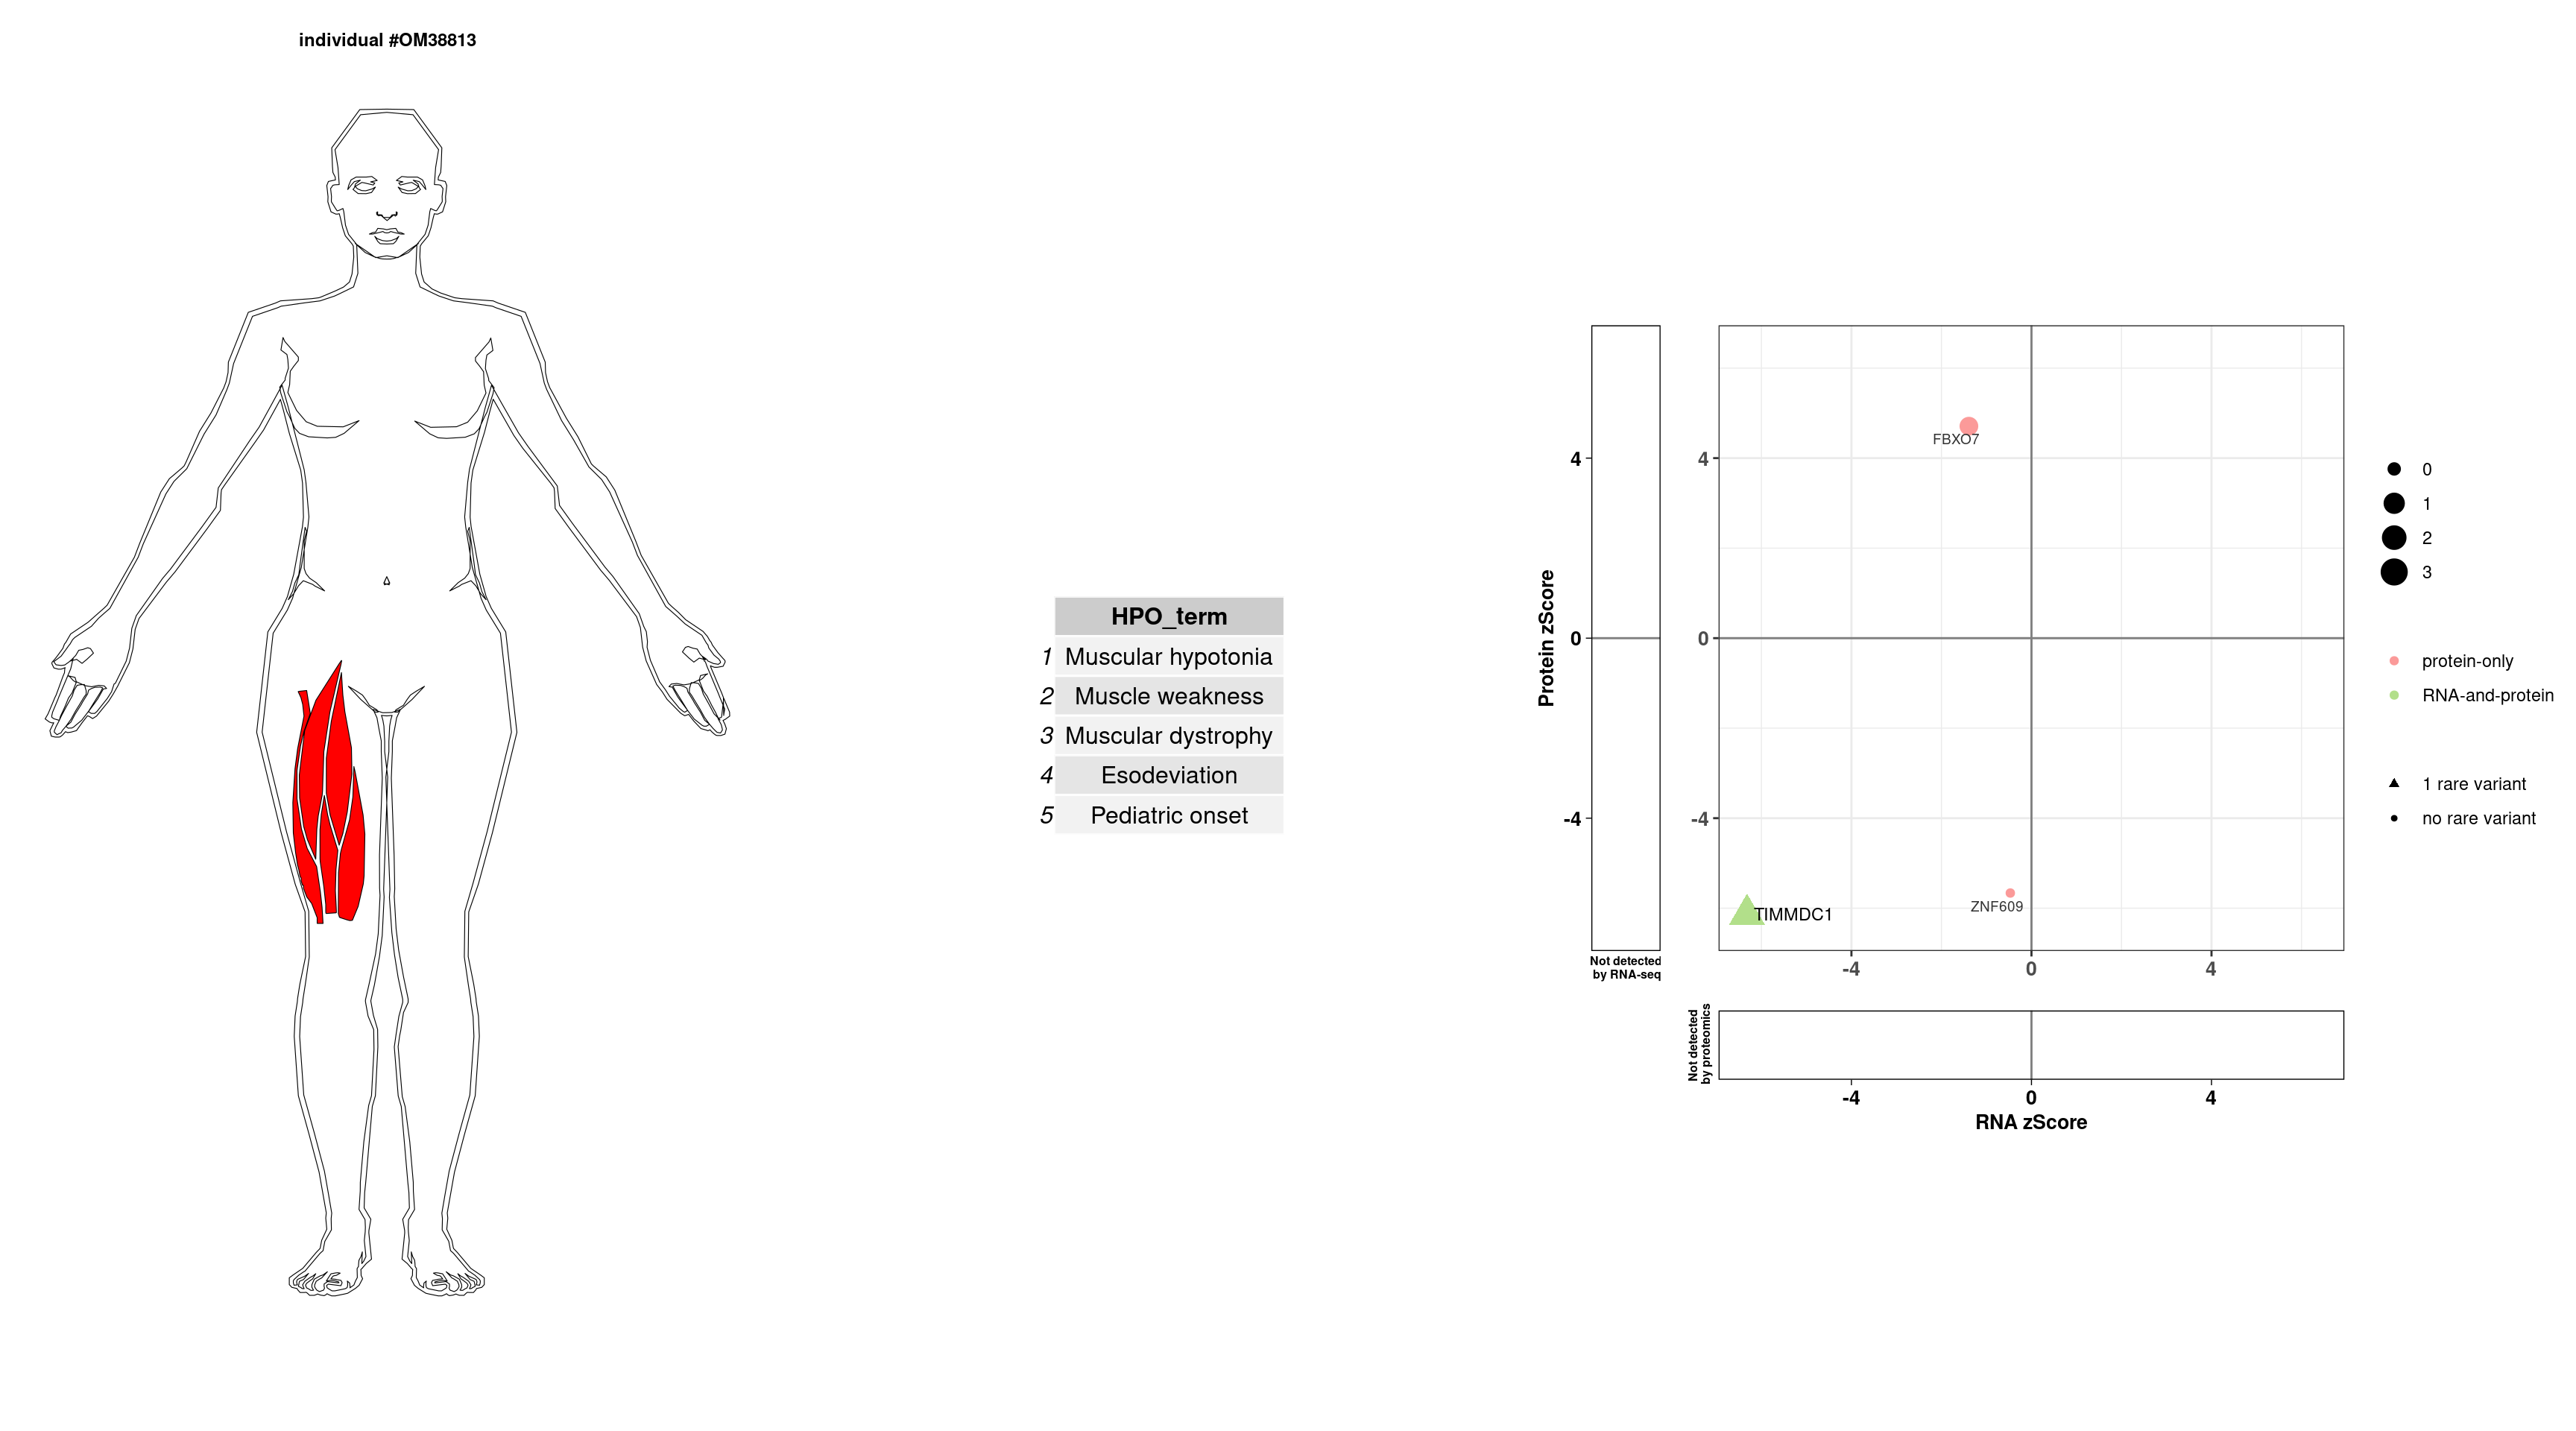 individual #OM38813
HPO_term
1 Muscular hypotonia
2 Muscle weakness
3 Muscular dystrophy
4 Esodeviation
5 Pediatric onset
Protein zScore
4
0
-4
Not detected
by RNA-seq
4
0
-4
FBXO7
ZNF609
TIMMDC1
-4 0 4
Not detected
by proteomics
-4 0 4
RNA zScore
0
1
2
3
protein-only
RNA-and-protein
1 rare variant
no rare variant